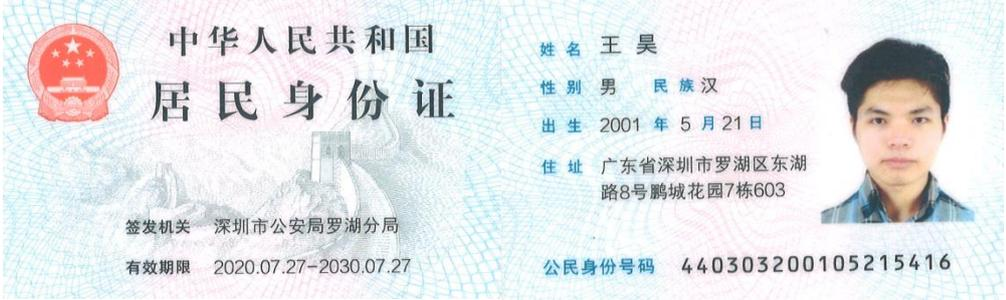 中华人民共和国
居民身份证
签发机关 深圳市公安局罗湖分局
有效期限 2020.07.27-2030.07.27
姓名 王昊
性别 男 民族 汉
出生 2001 年 5 月 21 日
住址 广东省深圳市罗湖区东湖
路8号鹏城花园7栋603
公民身份号码 440303200105215416